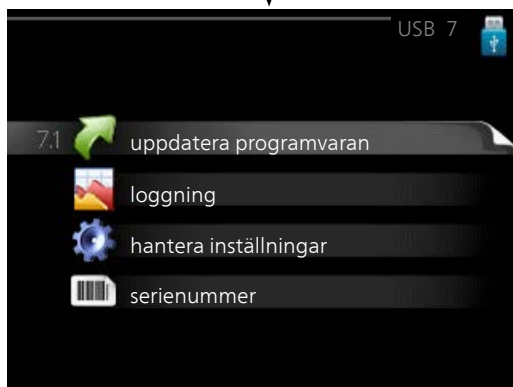 USB 7
7.1 uppdatera programvaran
loggning
hantera inställningar
serienummer